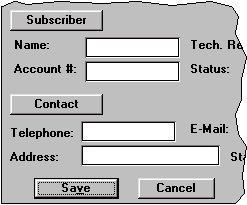 Subscriber
Name: Tech. Re
Account #: Status:
Contact
Telephone: E-Mail:
Address: St
Save Cancel